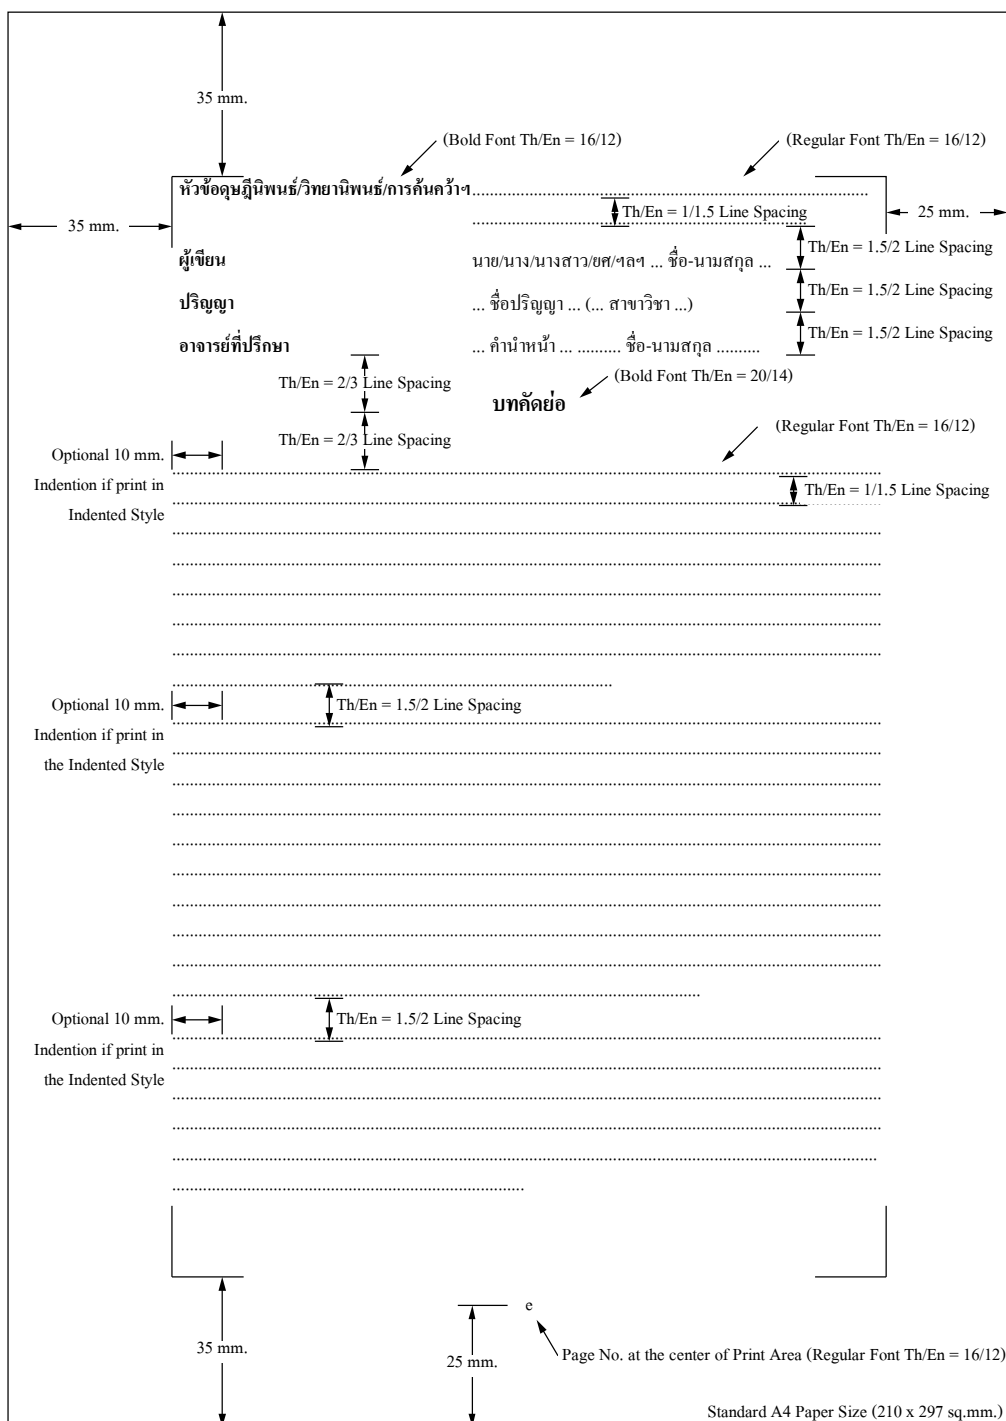 35 mm.
(Bold Font Th/En = 16/12)
(Regular Font Th/En = 16/12)
หัวข้อดุษฎีนิพนธ์/วิทยานิพนธ์/การค้นคว้าฯ
Th/En = 1/1.5 Line Spacing
35 mm.
25 mm.
Th/En = 1.5/2 Line Spacing
ผู้เขียน นาย/นาง/นางสาว/ยศ/ฯลฯ ... ชื่อ-นามสกุล ...
Th/En = 1.5/2 Line Spacing
ปริญญา ... ชื่อปริญญา ... (... สาขาวิชา ...)
Th/En = 1.5/2 Line Spacing
อาจารย์ที่ปรึกษา ... คำนำหน้า ... .......... ชื่อ-นามสกุล ..........
Th/En = 2/3 Line Spacing
(Bold Font Th/En = 20/14)
บทคัดย่อ
Th/En = 2/3 Line Spacing
(Regular Font Th/En = 16/12)
Optional 10 mm.
Indention if print in
Indented Style
Th/En = 1/1.5 Line Spacing
Optional 10 mm.
Indention if print in
the Indented Style
Th/En = 1.5/2 Line Spacing
Optional 10 mm.
Indention if print in
the Indented Style
Th/En = 1.5/2 Line Spacing
e
35 mm.
25 mm.
Page No. at the center of Print Area (Regular Font Th/En = 16/12)
Standard A4 Paper Size (210 x 297 sq.mm.)